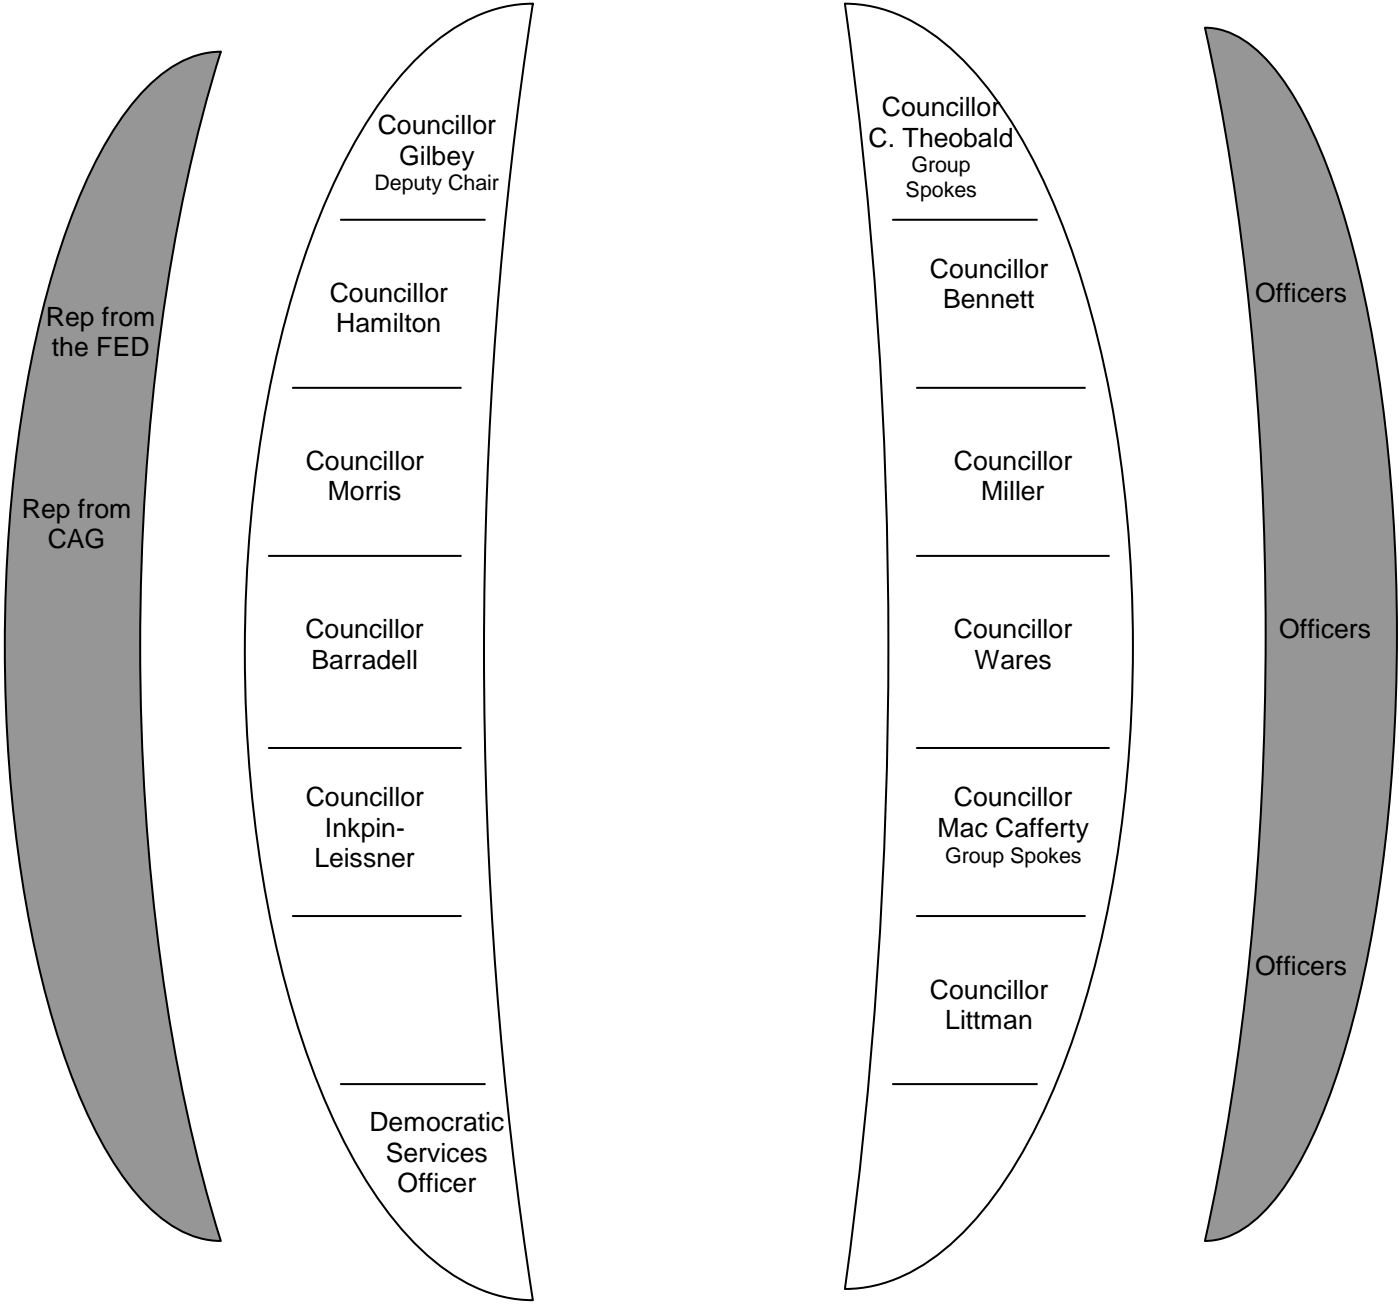 Rep from
the FED
Rep from
CAG
Councillor
Gilbey
Deputy Chair
Councillor
Hamilton
Councillor
Morris
Councillor
Barradell
Councillor
Inkpin-
Leissner
Democratic
Services
Officer
Councillor
C. Theobald
Group
Spokes
Councillor
Bennett
Councillor
Miller
Councillor
Wares
Councillor
Mac Cafferty
Group Spokes
Councillor
Littman
Officers
Officers
Officers